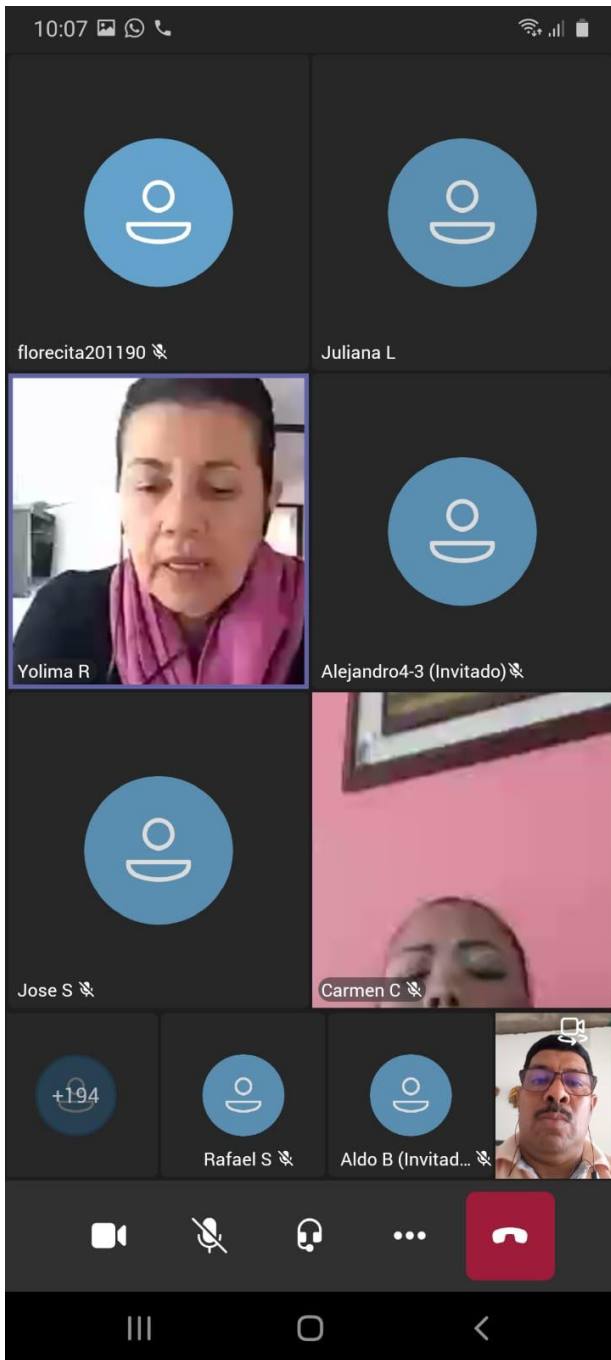 10:07
florecita201190
Juliana L
Yolima R
Alejandro4-3 (Invitado)
Jose S
Carmen C
+194
Rafael S
Aldo B (Invitad...